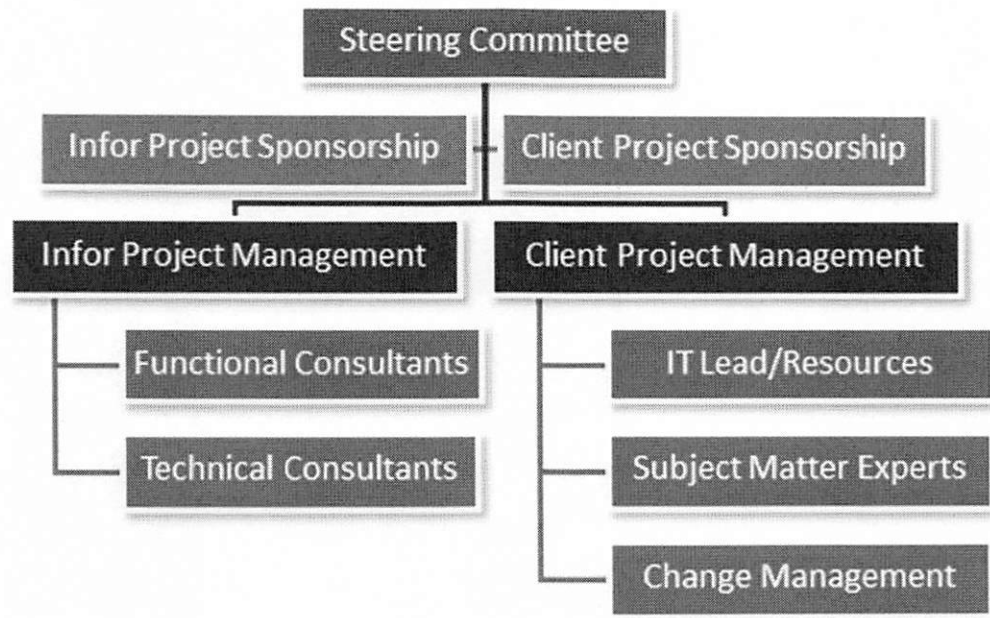 Steering Committee
Infor Project Sponsorship
Client Project Sponsorship
Infor Project Management
Client Project Management
Functional Consultants
IT Lead/Resources
Technical Consultants
Subject Matter Experts
Change Management